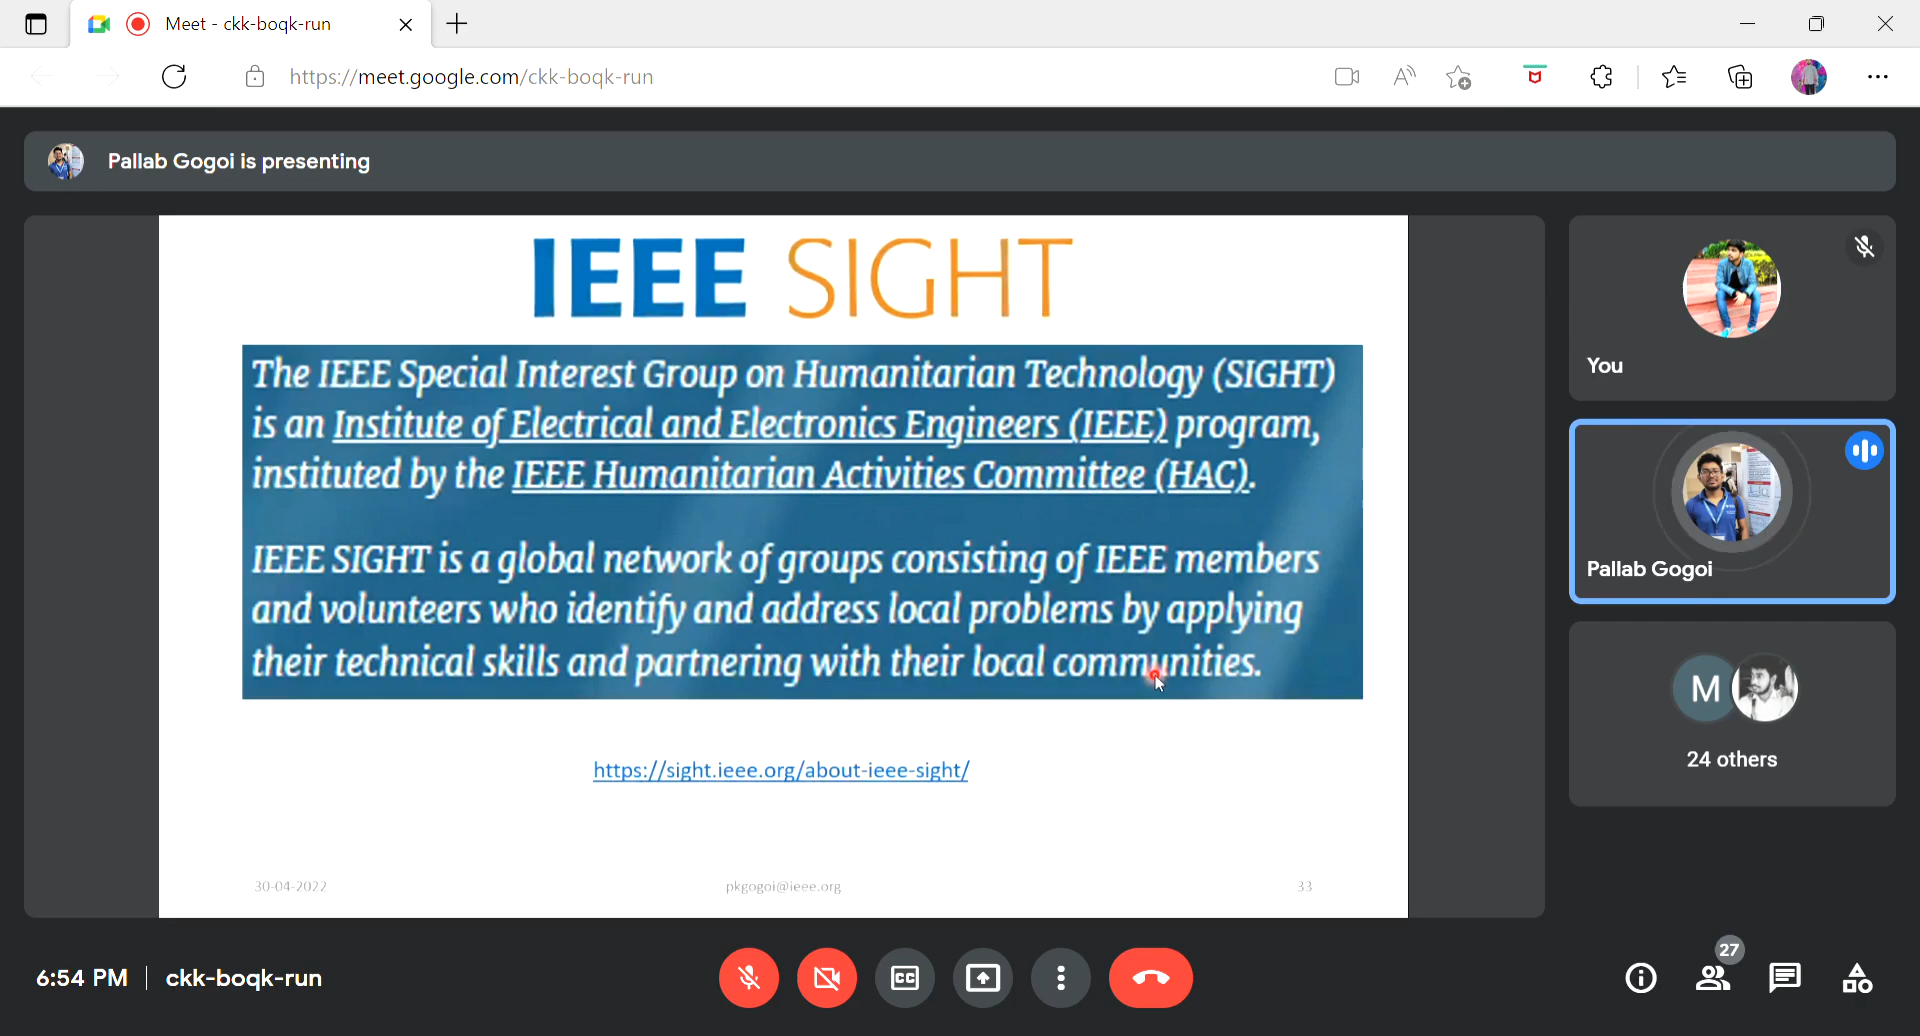 Meet - ckk-boqk-run
https://meet.google.com/ckk-boqk-run
Pallab Gogoi is presenting
IEEE SIGHT
The IEEE Special Interest Group on Humanitarian Technology (SIGHT)
is an Institute of Electrical and Electronics Engineers (IEEE) program,
instituted by the IEEE Humanitarian Activities Committee (HAC).
IEEE SIGHT is a global network of groups consisting of IEEE members
and volunteers who identify and address local problems by applying
their technical skills and partnering with their local communities.
https://sight.ieee.org/about-ieee-sight/
30-04-2022
pkgogoi@ieee.org
33
You
Pallab Gogoi
M
24 others
6:54 PM
ckk-boqk-run
CC
27